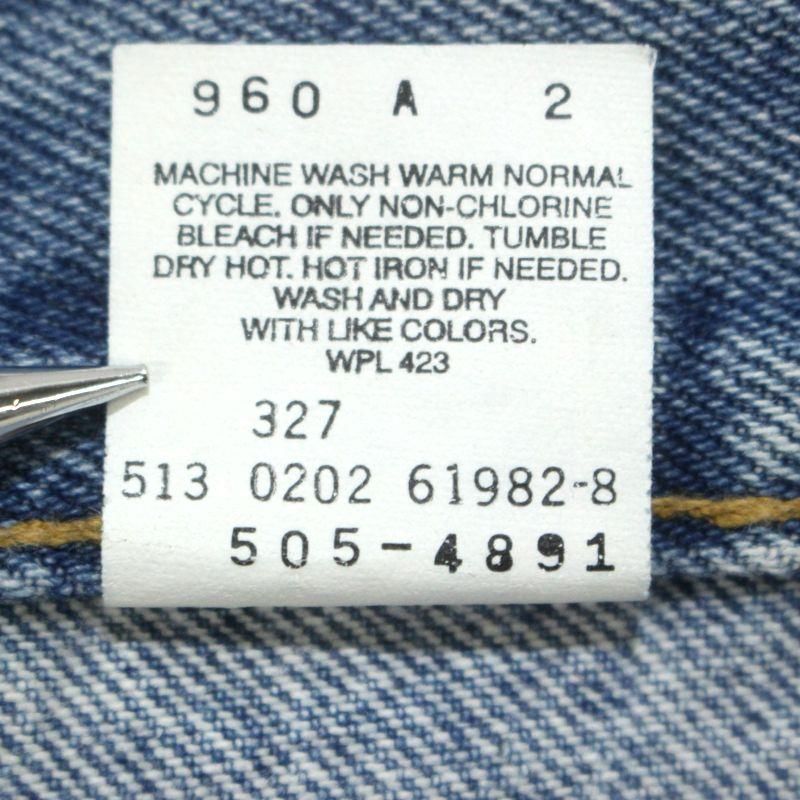 960 A 2
MACHINE WASH WARM NORMAL
CYCLE. ONLY NON-CHLORINE
BLEACH IF NEEDED. TUMBLE
DRY HOT. HOT IRON IF NEEDED.
WASH AND DRY
WITH LIKE COLORS.
WPL 423
327
513 0202 61982-8
505-4891